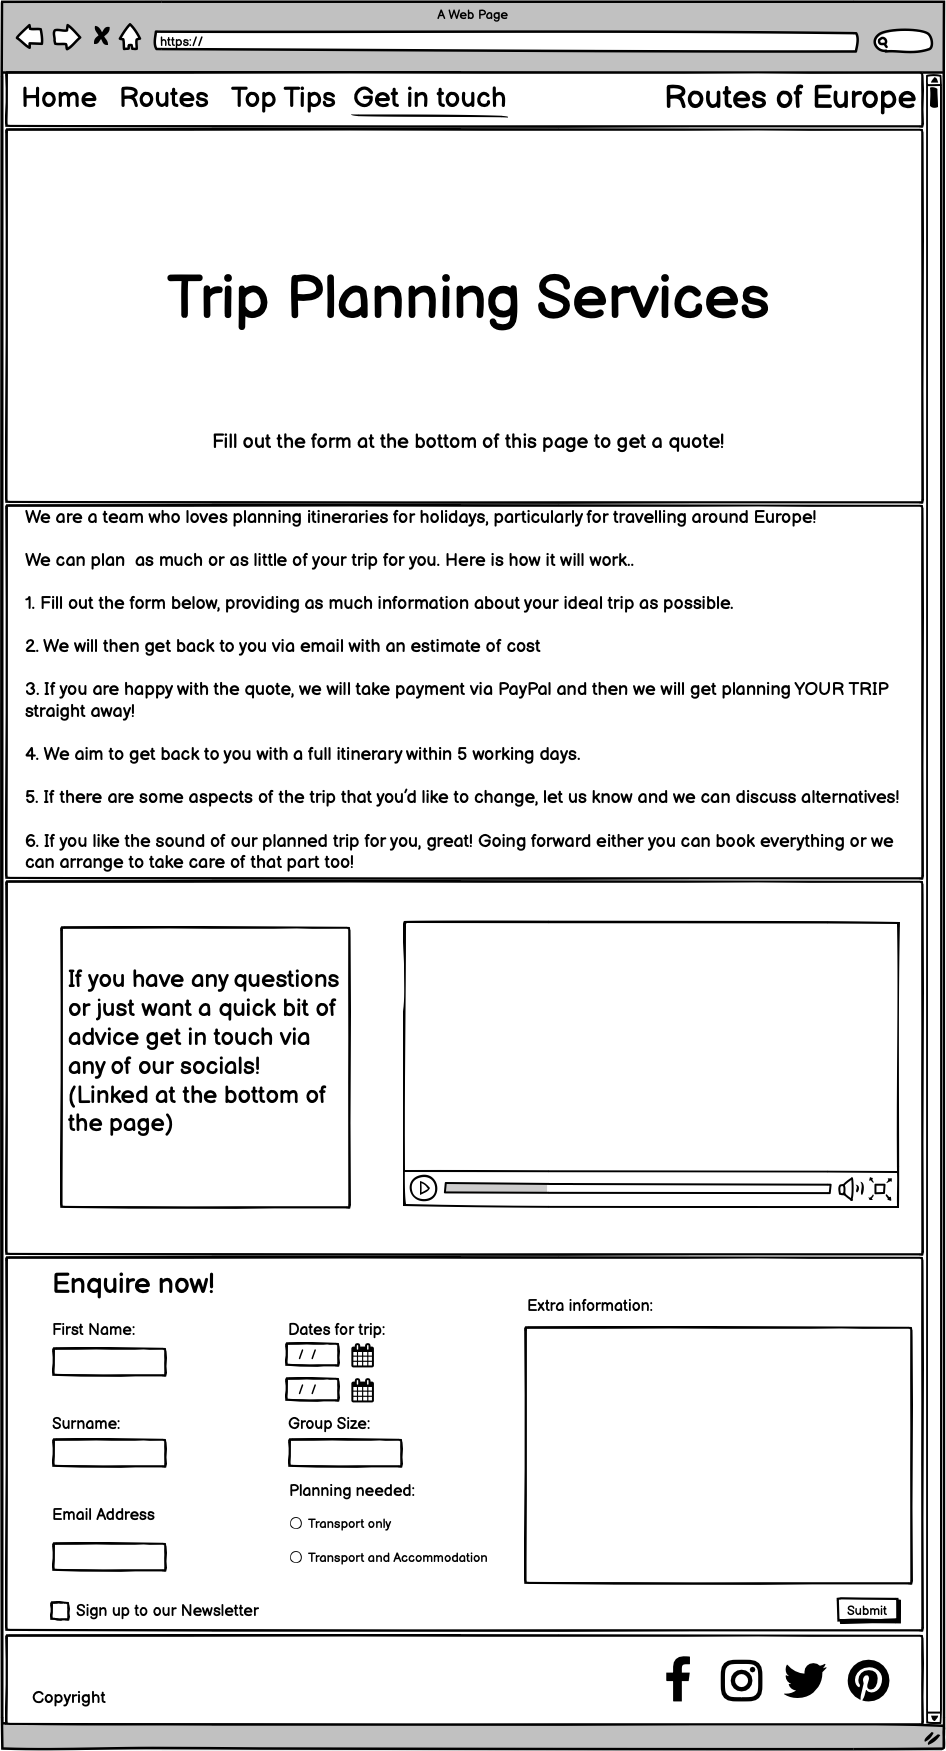 A Web Page
https://
Home Routes Top Tips Get in touch Routes of Europe
Trip Planning Services
Fill out the form at the bottom of this page to get a quote!
We are a team who loves planning itineraries for holidays, particularly for travelling around Europe!
We can plan as much or as little of your trip for you. Here is how it will work..
1. Fill out the form below, providing as much information about your ideal trip as possible.
2. We will then get back to you via email with an estimate of cost
3. If you are happy with the quote, we will take payment via PayPal and then we will get planning YOUR TRIP
straight away!
4. We aim to get back to you with a full itinerary within 5 working days.
5. If there are some aspects of the trip that you'd like to change, let us know and we can discuss alternatives!
6. If you like the sound of our planned trip for you, great! Going forward either you can book everything or we
can arrange to take care of that part too!
If you have any questions
or just want a quick bit of
advice get in touch via
any of our socials!
(Linked at the bottom of
the page)
Enquire now!
First Name:
Surname:
Email Address
Sign up to our Newsletter
Dates for trip:
/ /
/ /
Group Size:
Planning needed:
Transport only
Transport and Accommodation
Extra information:
Submit
Copyright